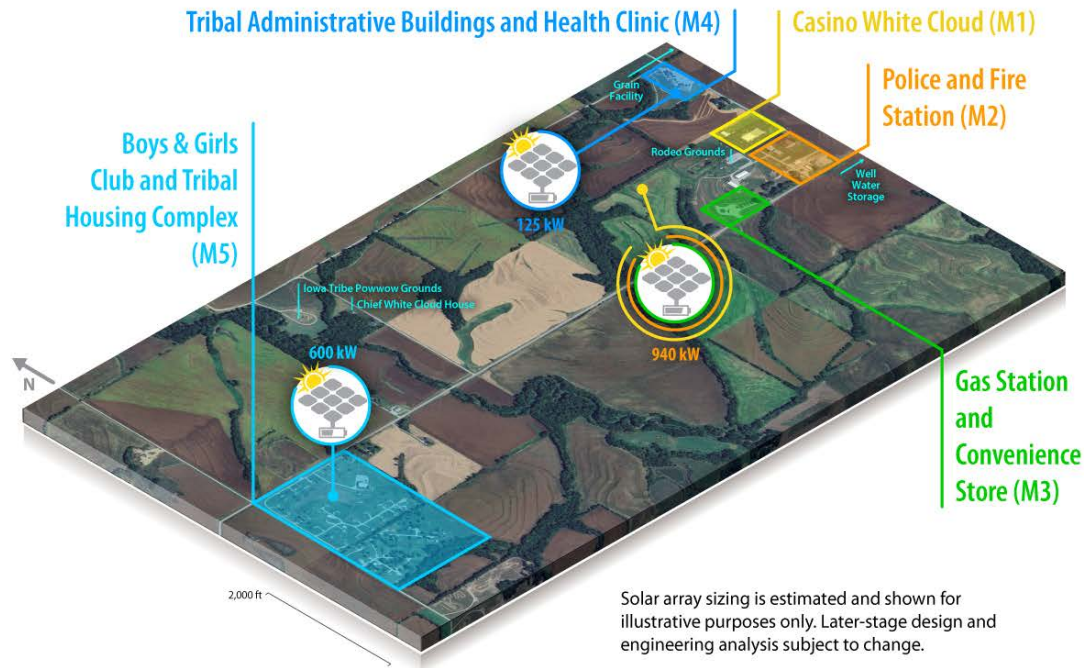 Tribal Administrative Buildings and Health Clinic (M4)
Casino White Cloud (M1)
Police and Fire
Station (M2)
Grain
Facility
Boys & Girls
Club and Tribal
Housing Complex
(M5)
Rodeo Grounds
Well
Water
Storage
125 kW
Iowa Tribe Powwow Grounds
Chief White Cloud House
600 kW
940 kW
N
Gas Station
and
Convenience
Store (M3)
2,000 ft
Solar array sizing is estimated and shown for
illustrative purposes only. Later-stage design and
engineering analysis subject to change.